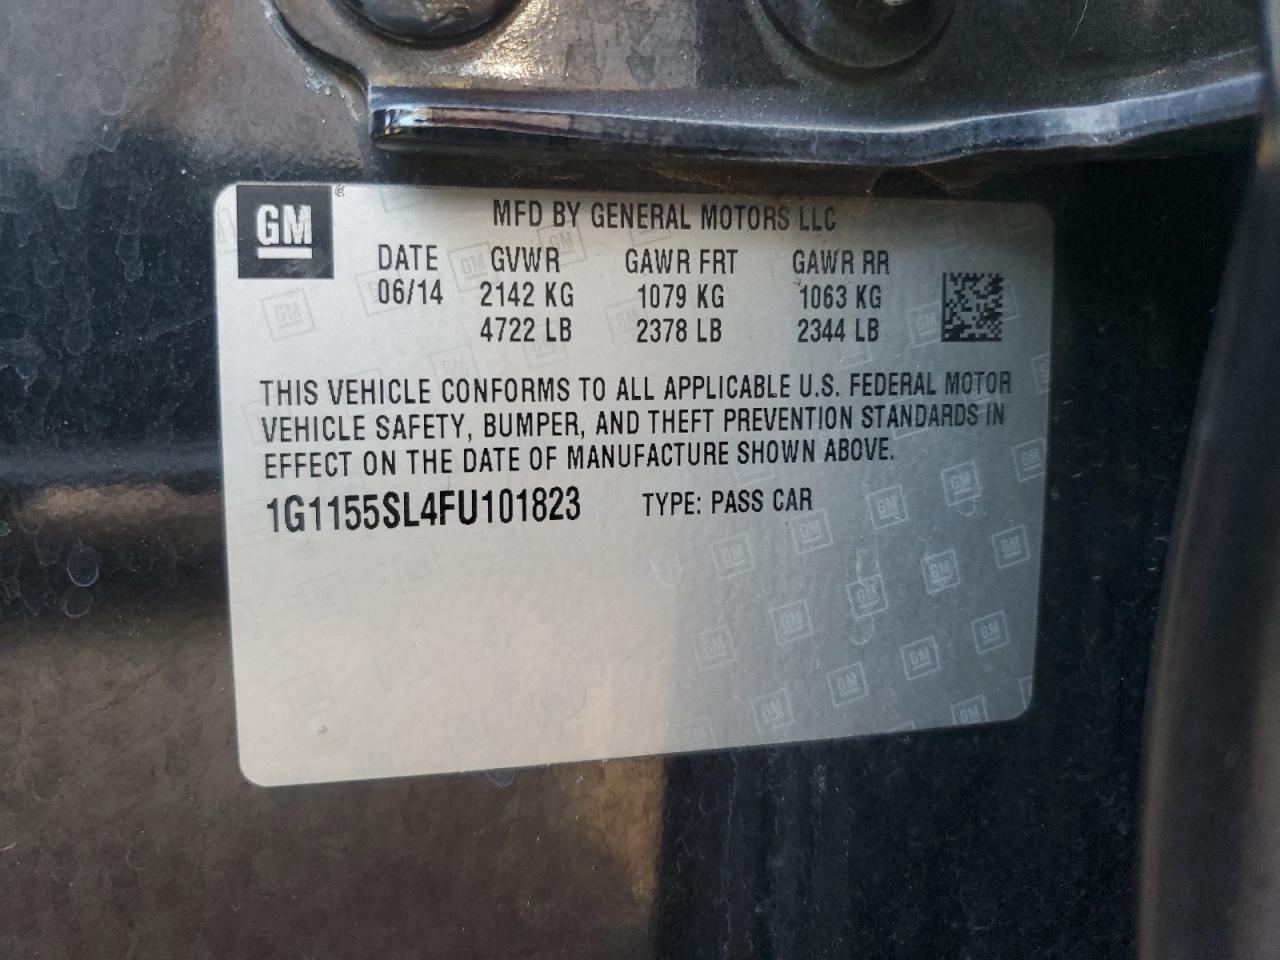 GM ®
MFD BY GENERAL MOTORS LLC
DATE GVWR GAWR FRT GAWR RR
06/14 2142 KG 1079 KG 1063 KG
4722 LB 2378 LB 2344 LB
THIS VEHICLE CONFORMS TO ALL APPLICABLE U.S. FEDERAL MOTOR
VEHICLE SAFETY, BUMPER, AND THEFT PREVENTION STANDARDS IN
EFFECT ON THE DATE OF MANUFACTURE SHOWN ABOVE.
1G1155SL4FU101823 TYPE: PASS CAR